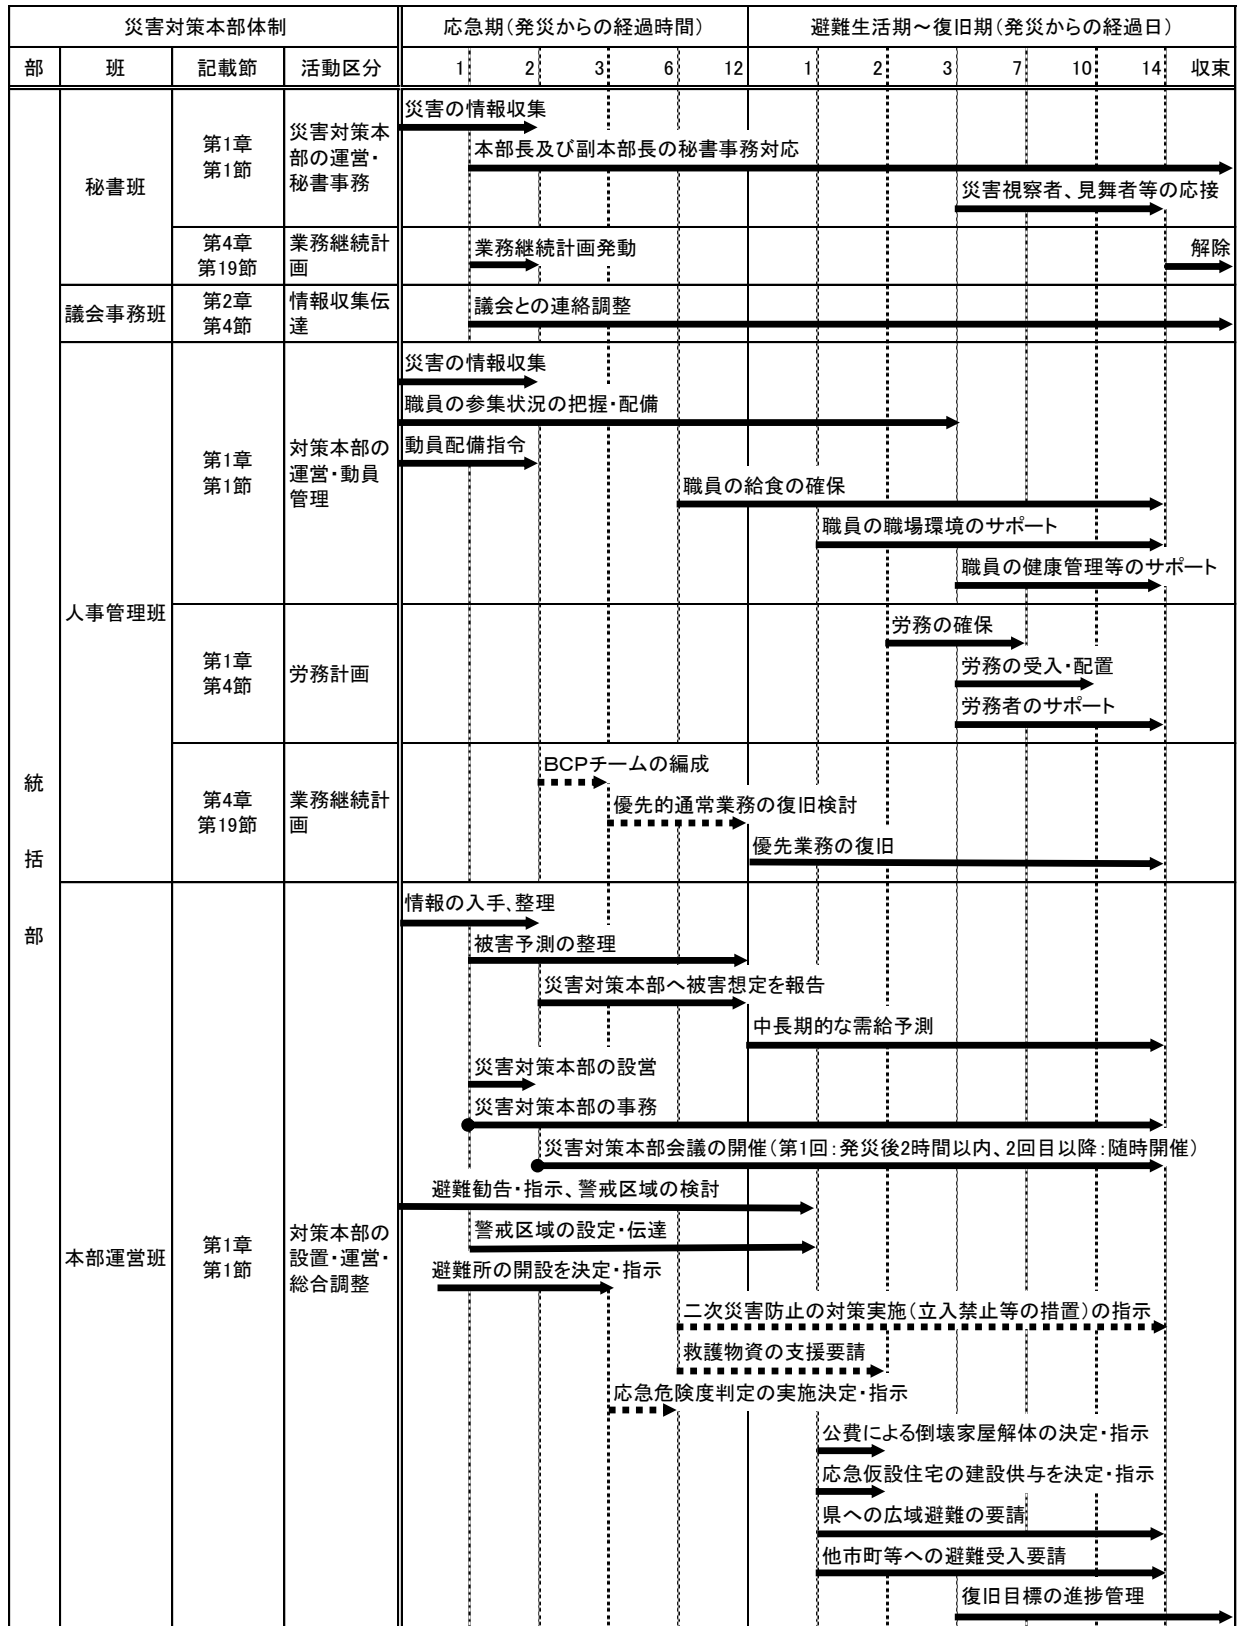 災害対策本部体制
応急期(発災からの経過時間)
避難生活期～復旧期(発災からの経過日)
部
班
記載節
活動区分
1
2
3
6
12
1
2
3
7
10
14
収束
統
括
部
秘書班
第1章
第1節
災害対策本
部の運営・
秘書事務
災害の情報収集
本部長及び副本部長の秘書事務対応
災害視察者、見舞者等の応接
第4章
第19節
業務継続計
画
業務継続計画発動
解除
議会事務班
第2章
第4節
情報収集伝
達
議会との連絡調整
人事管理班
第1章
第1節
対策本部の
運営・動員
管理
災害の情報収集
職員の参集状況の把握・配備
動員配備指令
職員の給食の確保
職員の職場環境のサポート
職員の健康管理等のサポート
第1章
第4節
労務計画
労務の確保
労務の受入・配置
労務者のサポート
第4章
第19節
業務継続計
画
BCPチームの編成
優先的通常業務の復旧検討
優先業務の復旧
本部運営班
第1章
第1節
対策本部の
設置・運営・
総合調整
情報の入手、整理
被害予測の整理
災害対策本部へ被害想定を報告
中長期的な需給予測
災害対策本部の設営
災害対策本部の事務
災害対策本部会議の開催(第1回:発災後2時間以内、2回目以降:随時開催)
避難勧告・指示、警戒区域の検討
警戒区域の設定・伝達
避難所の開設を決定・指示
二次災害防止の対策実施(立入禁止等の措置)の指示
救護物資の支援要請
応急危険度判定の実施決定・指示
公費による倒壊家屋解体の決定・指示
応急仮設住宅の建設供与を決定・指示
県への広域避難の要請
他市町等への避難受入要請
復旧目標の進捗管理